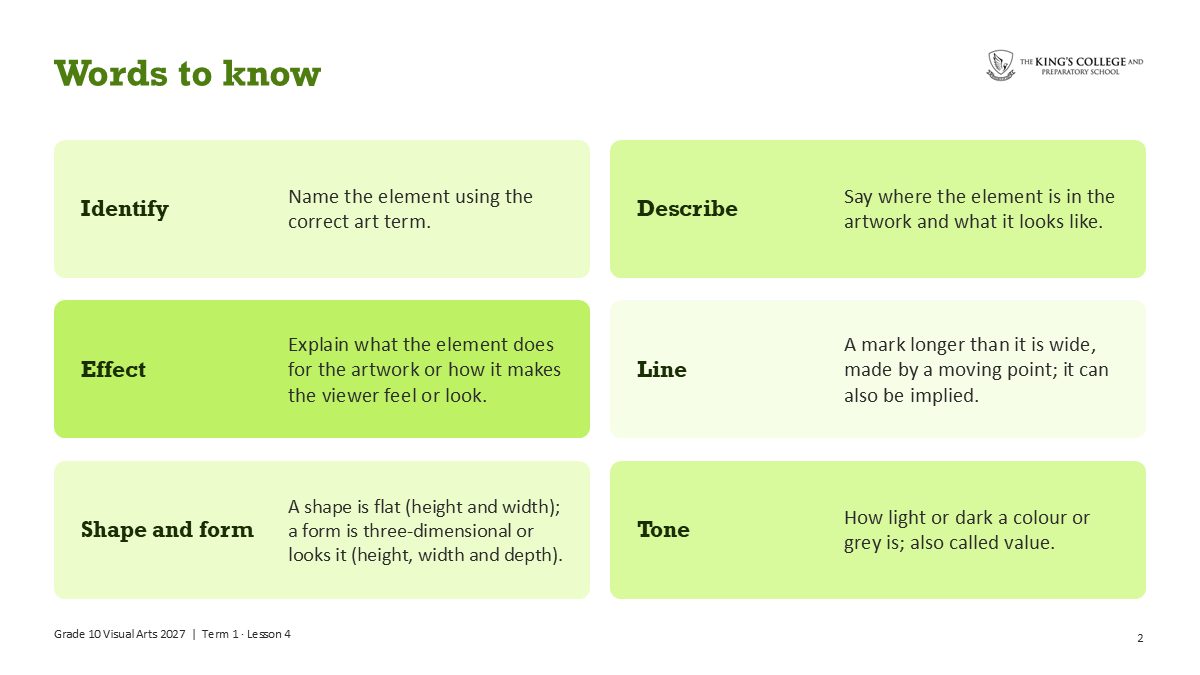 Words to know
THE KING'S COLLEGE AND
PREPARATORY SCHOOL
Identify
Name the element using the
correct art term.
Describe
Say where the element is in the
artwork and what it looks like.
Effect
Explain what the element does
for the artwork or how it makes
the viewer feel or look.
Line
A mark longer than it is wide,
made by a moving point; it can
also be implied.
Shape and form
A shape is flat (height and width);
a form is three-dimensional or
looks it (height, width and depth).
Tone
How light or dark a colour or
grey is; also called value.
Grade 10 Visual Arts 2027 | Term 1 · Lesson 4
2